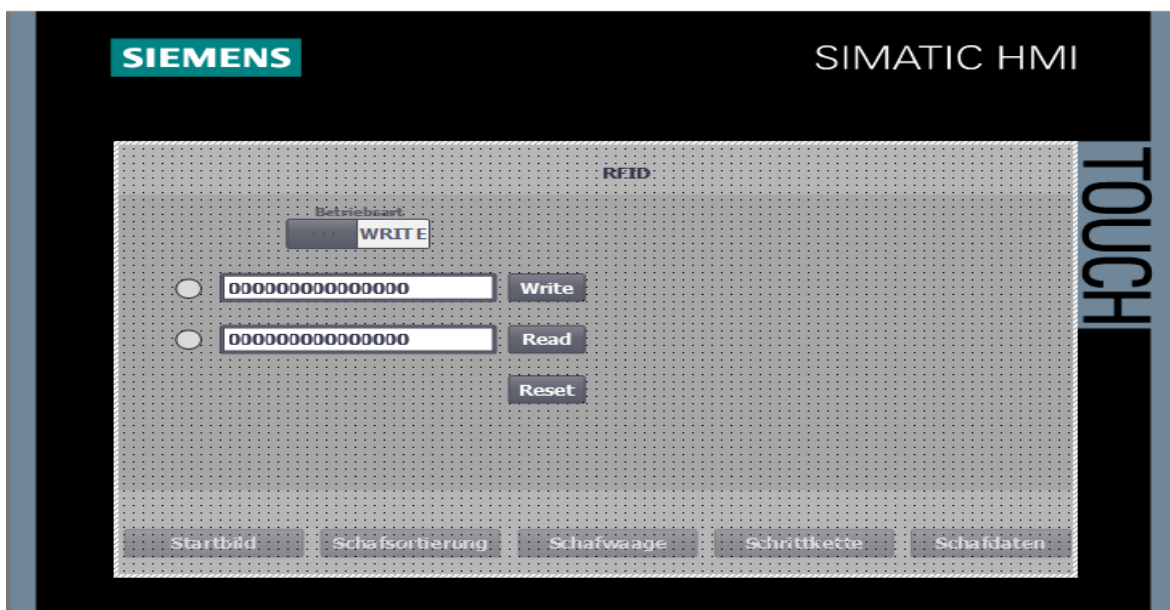 SIEMENS
SIMATIC HMI
TOUCH
RFID
Betriebsart
WRITE
000000000000000 Write
000000000000000 Read
Reset
Startbild Schafsortierung Schafwaage Schrittkette Schafdaten